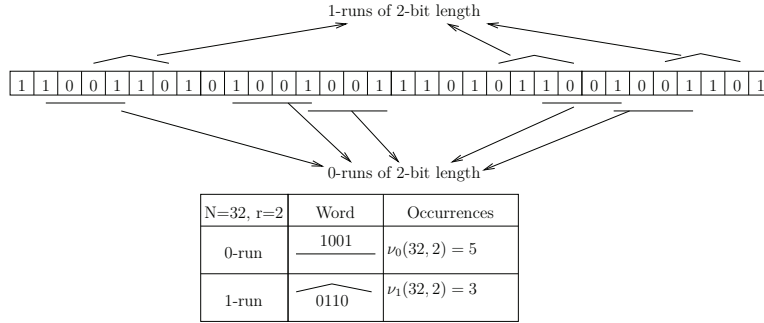 1-runs of 2-bit length
1 1 0 0 1 1 0 1 0 1 0 0 1 0 0 1 1 1 0 1 0 1 1 0 0 1 0 0 1 1 0 1
0-runs of 2-bit length
N=32, r=2 Word Occurrences
0-run 1001 ν₀(32, 2) = 5
1-run 0110 ν₁(32, 2) = 3